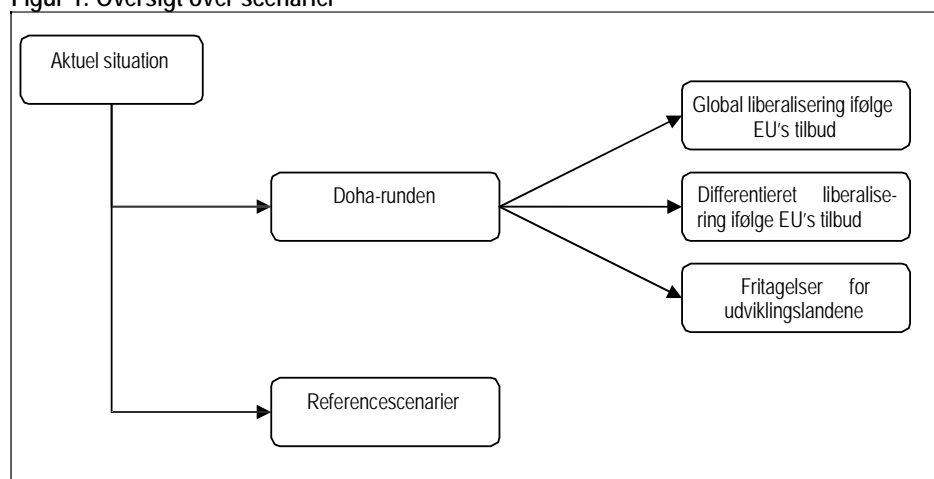 Figur 1. Oversigt over scenarier
Aktuel situation
Global liberalisering ifølge
EU's tilbud
Doha-runden
Differentieret liberalise-
ring ifølge EU's tilbud
Fritagelser for
udviklingslandene
Referencescenarier